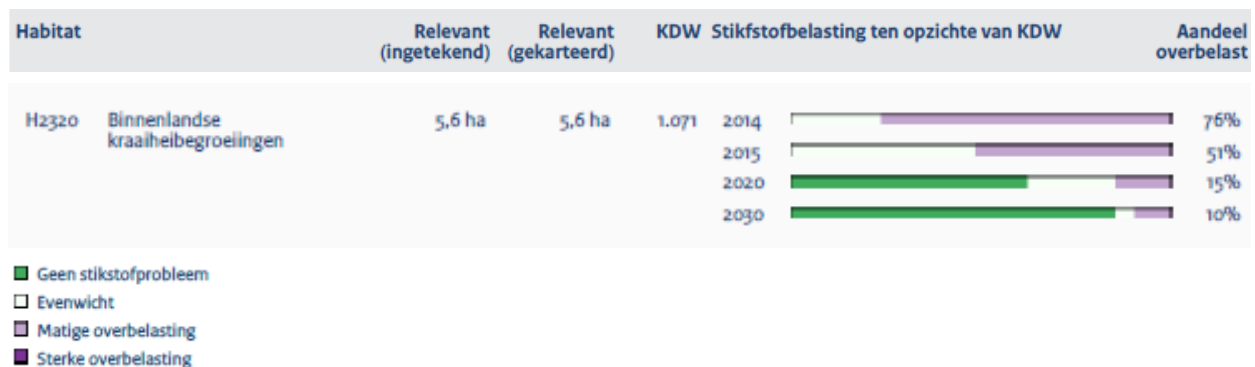 Habitat Relevant (ingetekend) Relevant (gekarteerd) KDW Stikfstofbelasting ten opzichte van KDW Aandeel overbelast
H2320 Binnenlandse kraaiheibegroeiingen 5,6 ha 5,6 ha 1.071 2014 76%
2015 51%
2020 15%
2030 10%
Geen stikstofprobleem
Evenwicht
Matige overbelasting
Sterke overbelasting